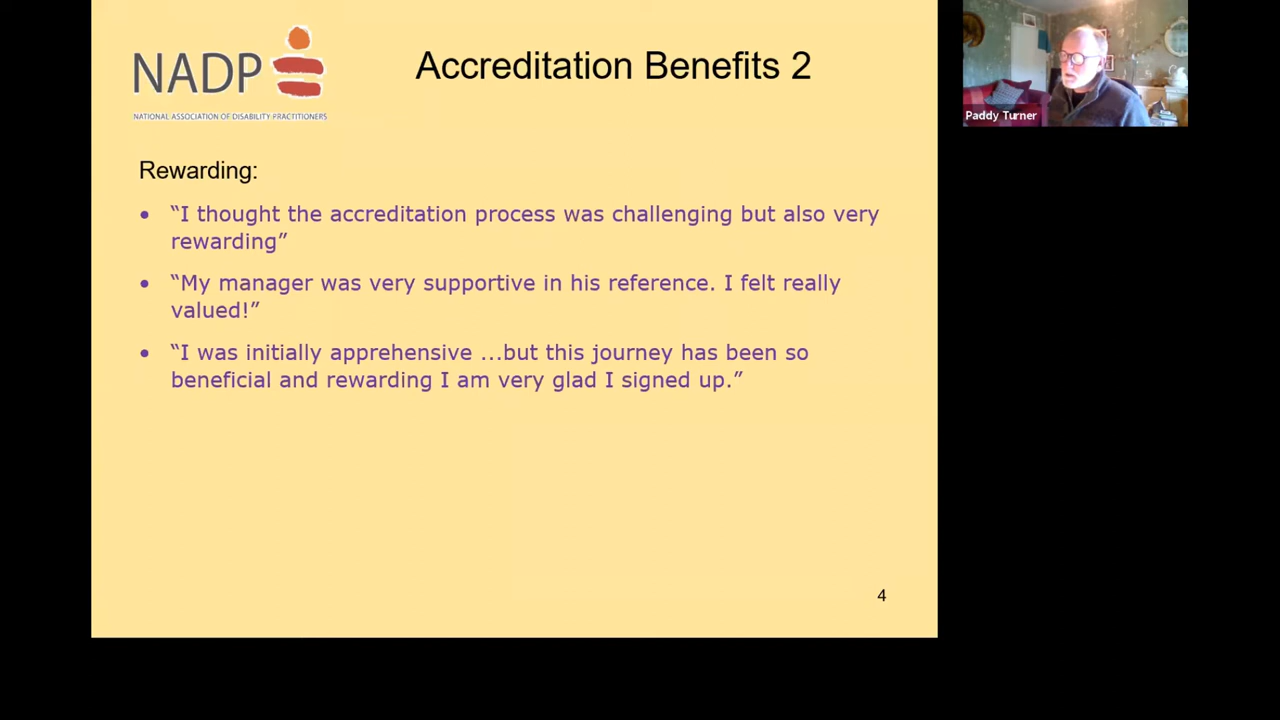 NADP
NATIONAL ASSOCIATION OF DISABILITY PRACTITIONERS
Accreditation Benefits 2
Paddy Turner
Rewarding:
• “I thought the accreditation process was challenging but also very
rewarding”
• “My manager was very supportive in his reference. I felt really
valued!”
• “I was initially apprehensive ...but this journey has been so
beneficial and rewarding I am very glad I signed up.”
4